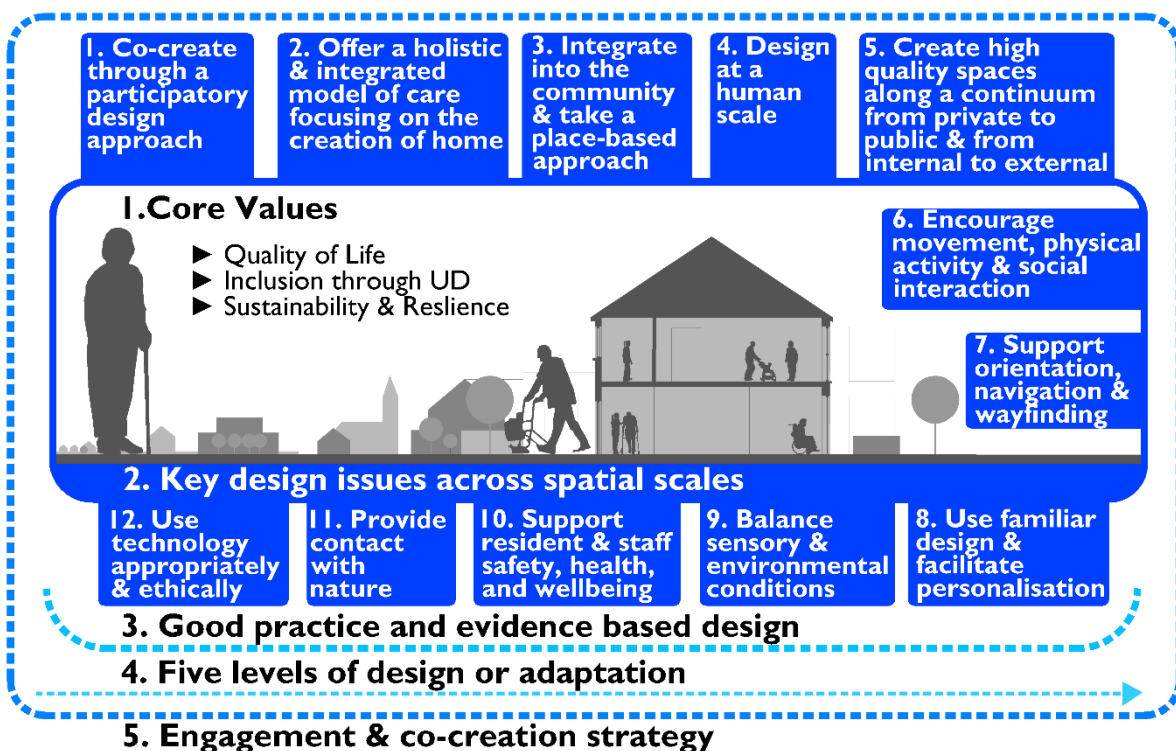 1. Co-create
through a
participatory
design
approach
2. Offer a holistic
& integrated
model of care
focusing on the
creation of home
3. Integrate
into the
community
& take a
place-based
approach
4. Design
at a
human
scale
5. Create high
quality spaces
along a continuum
from private to
public & from
internal to external
1.Core Values
► Quality of Life
► Inclusion through UD
► Sustainability & Reslience
6. Encourage
movement, physical
activity & social
interaction
7. Support
orientation,
navigation &
wayfinding
2. Key design issues across spatial scales
12. Use
technology
appropriately
& ethically
11. Provide
contact
with
nature
10. Support
resident & staff
safety, health,
and wellbeing
9. Balance
sensory &
environmental
conditions
8. Use familiar
design &
facilitate
personalisation
3. Good practice and evidence based design
4. Five levels of design or adaptation
5. Engagement & co-creation strategy